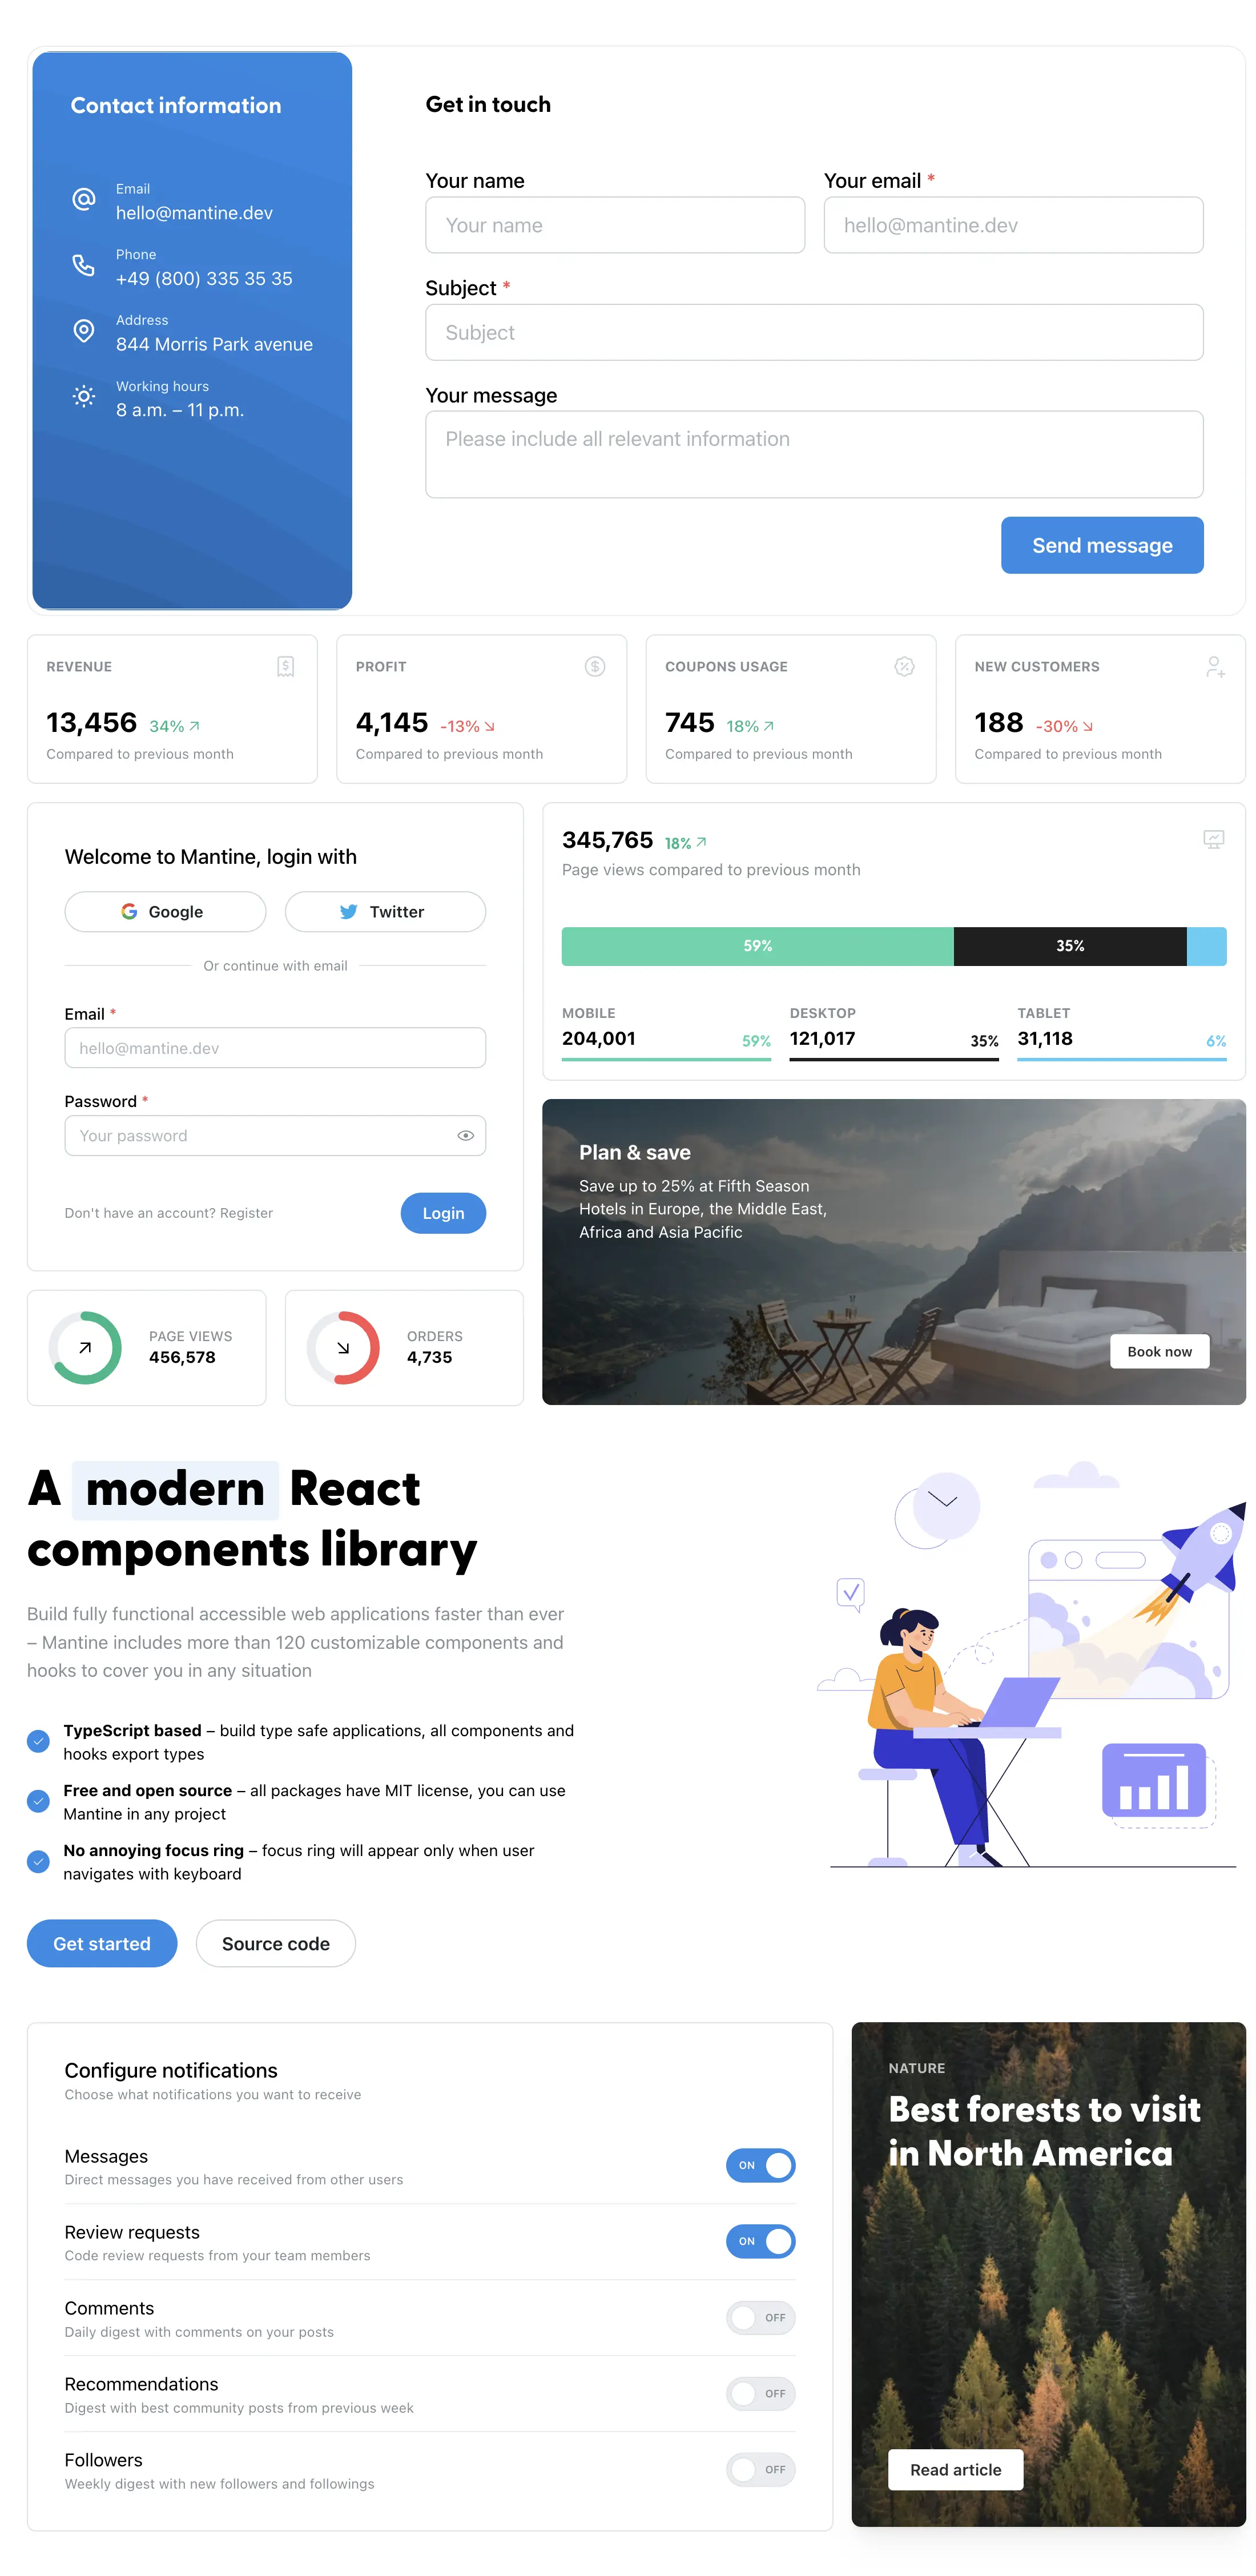 Contact information
Email
hello@mantine.dev
Phone
+49 (800) 335 35 35
Address
844 Morris Park avenue
Working hours
8 a.m. – 11 p.m.
Get in touch
Your name
Your name
Your email *
hello@mantine.dev
Subject *
Subject
Your message
Please include all relevant information
Send message
REVENUE
13,456 34%
Compared to previous month
PROFIT
4,145 -13%
Compared to previous month
COUPONS USAGE
745 18%
Compared to previous month
NEW CUSTOMERS
188 -30%
Compared to previous month
Welcome to Mantine, login with
Google
Twitter
Or continue with email
Email *
hello@mantine.dev
Password *
Your password
Don't have an account? Register
Login
345,765 18%
Page views compared to previous month
59%
35%
MOBILE
204,001 59%
DESKTOP
121,017 35%
TABLET
31,118 6%
Plan & save
Save up to 25% at Fifth Season
Hotels in Europe, the Middle East,
Africa and Asia Pacific
Book now
PAGE VIEWS
456,578
ORDERS
4,735
A modern React
components library
Build fully functional accessible web applications faster than ever
– Mantine includes more than 120 customizable components and
hooks to cover you in any situation
TypeScript based – build type safe applications, all components and
hooks export types
Free and open source – all packages have MIT license, you can use
Mantine in any project
No annoying focus ring – focus ring will appear only when user
navigates with keyboard
Get started
Source code
Configure notifications
Choose what notifications you want to receive
Messages
Direct messages you have received from other users
ON
Review requests
Code review requests from your team members
ON
Comments
Daily digest with comments on your posts
OFF
Recommendations
Digest with best community posts from previous week
OFF
Followers
Weekly digest with new followers and followings
OFF
NATURE
Best forests to visit
in North America
Read article